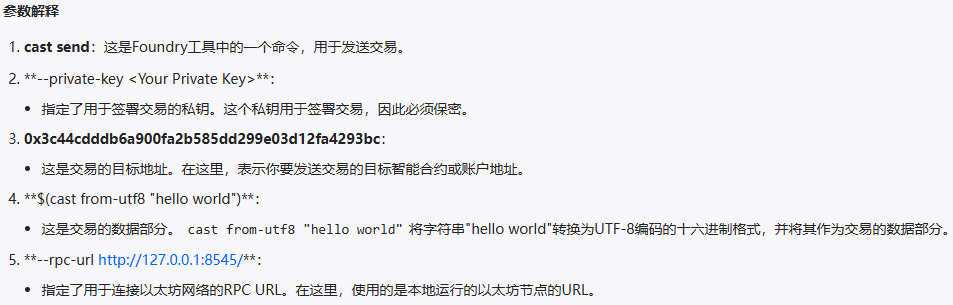 参数解释
1. cast send：这是Foundry工具中的一个命令，用于发送交易。
2. **--private-key <Your Private Key>**：
• 指定了用于签署交易的私钥。这个私钥用于签署交易，因此必须保密。
3. 0x3c44cdddb6a900fa2b585dd299e03d12fa4293bc：
• 这是交易的目标地址。在这里，表示你要发送交易的目标智能合约或账户地址。
4. **$(cast from-utf8 "hello world")**：
• 这是交易的数据部分。 cast from-utf8 "hello world" 将字符串"hello world"转换为UTF-8编码的十六进制格式，并将其作为交易的数据部分。
5. **--rpc-url http://127.0.0.1:8545/**：
• 指定了用于连接以太坊网络的RPC URL。在这里，使用的是本地运行的以太坊节点的URL。